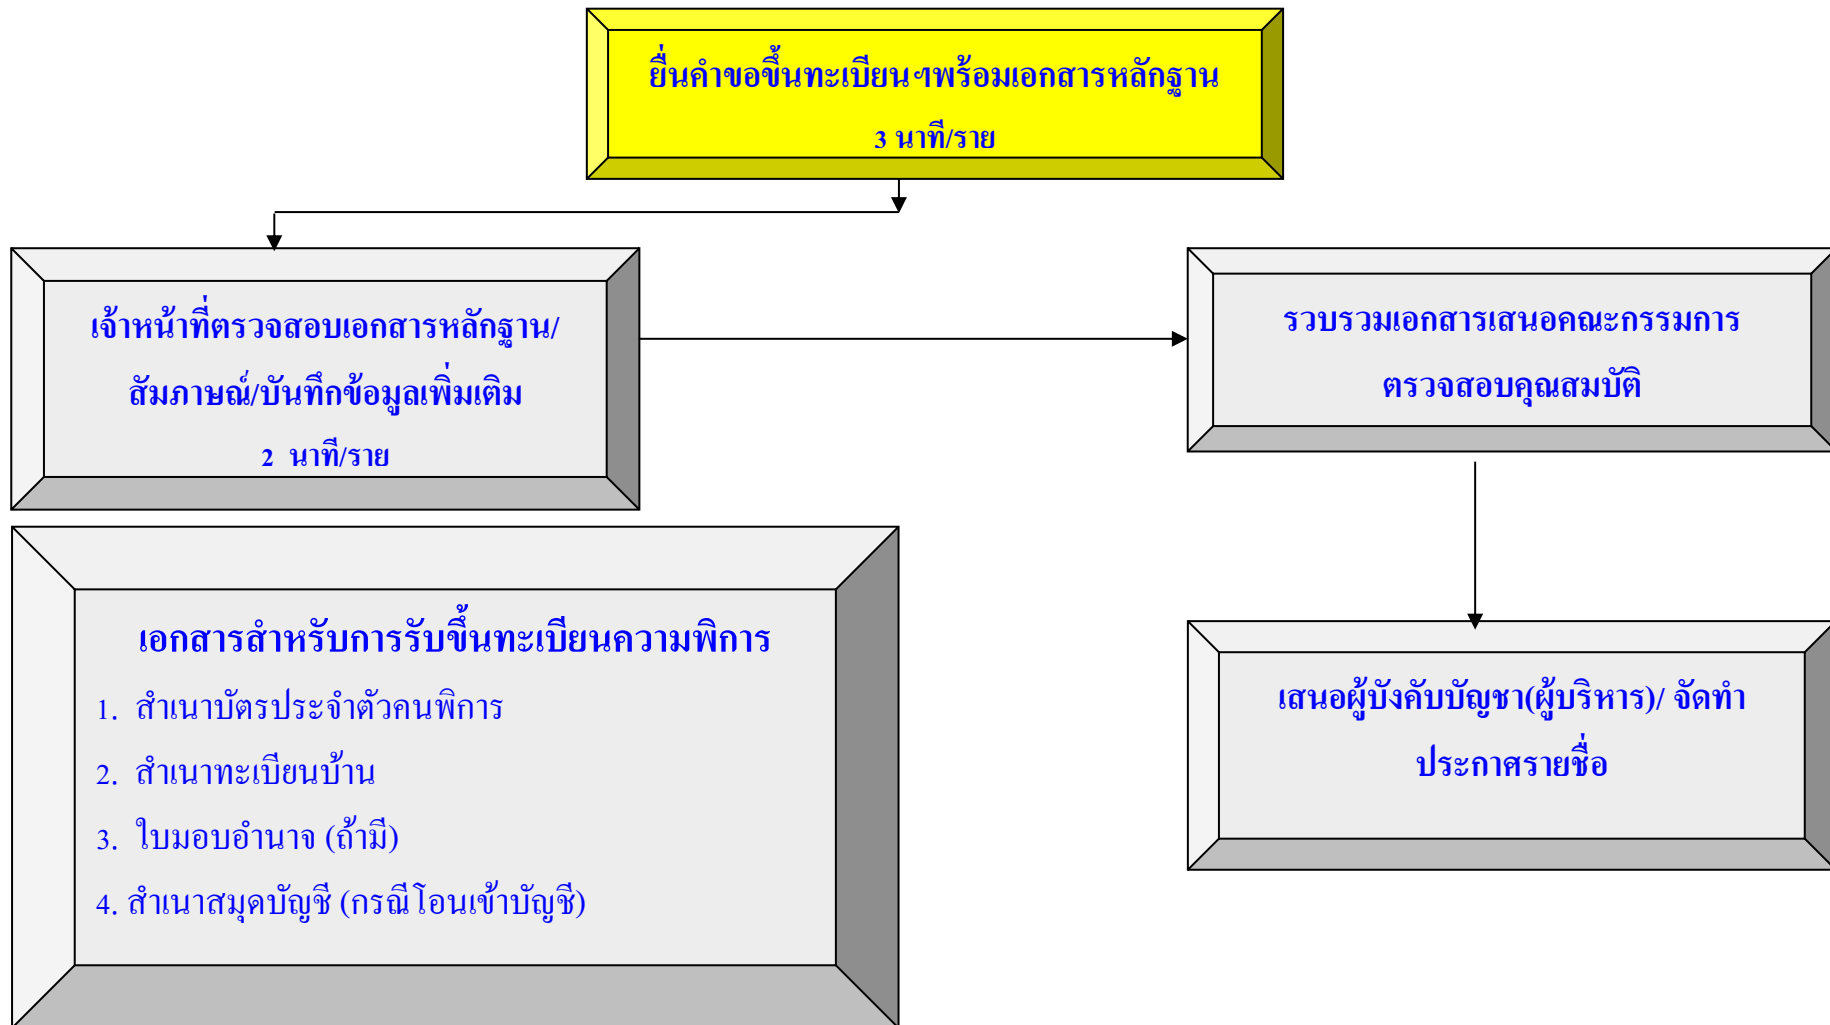 ยื่นคำขอขึ้นทะเบียนฯพร้อมเอกสารหลักฐาน
3 นาที/ราย
เจ้าหน้าที่ตรวจสอบเอกสารหลักฐาน/
สัมภาษณ์/บันทึกข้อมูลเพิ่มเติม
2 นาที/ราย
รวบรวมเอกสารเสนอคณะกรรมการ
ตรวจสอบคุณสมบัติ
เอกสารสำหรับการรับขึ้นทะเบียนความพิการ
1. สำเนาบัตรประจำตัวคนพิการ
2. สำเนาทะเบียนบ้าน
3. ใบมอบอำนาจ (ถ้ามี)
4. สำเนาสมุดบัญชี (กรณีโอนเข้าบัญชี)
เสนอผู้บังคับบัญชา(ผู้บริหาร)/ จัดทำ
ประกาศรายชื่อ